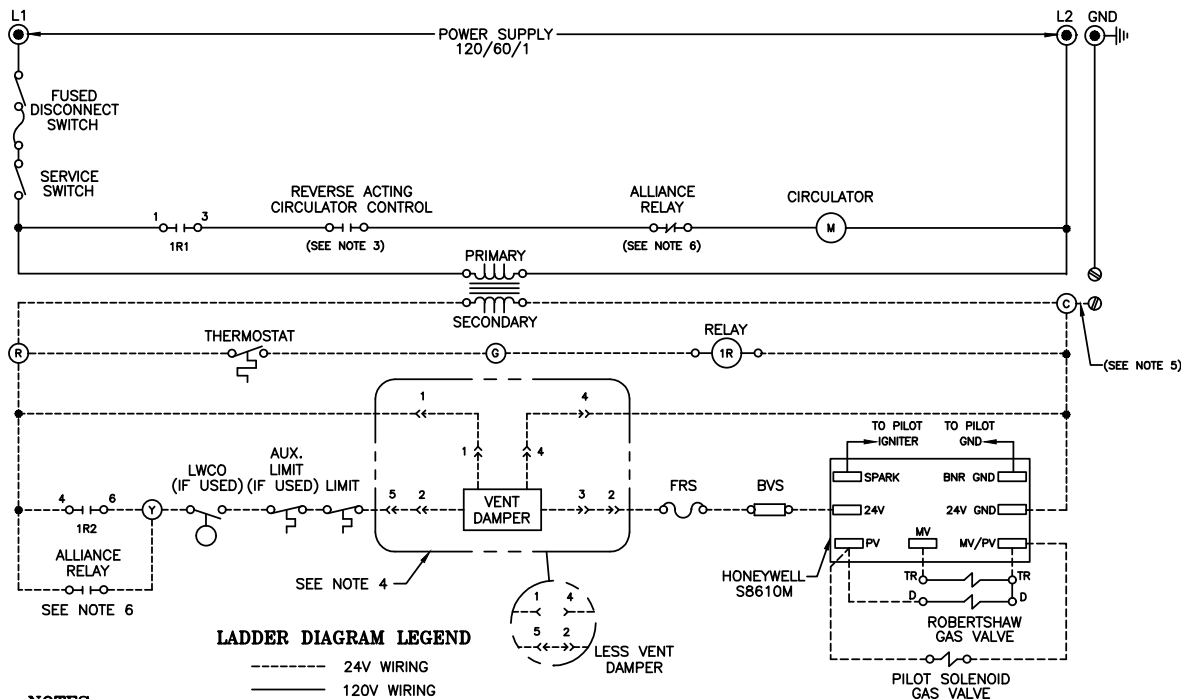 L1
L2 GND
POWER SUPPLY
120/60/1
FUSED
DISCONNECT
SWITCH
SERVICE
SWITCH
1 3
1R1
REVERSE ACTING
CIRCULATOR CONTROL
(SEE NOTE 3)
ALLIANCE
RELAY
(SEE NOTE 6)
CIRCULATOR
M
PRIMARY
SECONDARY
C
(SEE NOTE 5)
R
THERMOSTAT
G
RELAY
1R
1
4
1
4
4 6
1R2
Y
LWCO
(IF USED)
AUX.
LIMIT
(IF USED)
LIMIT
5 2
VENT
DAMPER
3 2
FRS
BVS
TO PILOT
IGNITER
TO PILOT
GND
SPARK
BNR GND
24V
24V GND
PV
MV
MV/PV
HONEYWELL
S8610M
TR TR
D D
ROBERTSHAW
GAS VALVE
PILOT SOLENOID
GAS VALVE
ALLIANCE
RELAY
SEE NOTE 6
SEE NOTE 4
1 4
5 2
LESS VENT
DAMPER
LADDER DIAGRAM LEGEND
24V WIRING
120V WIRING